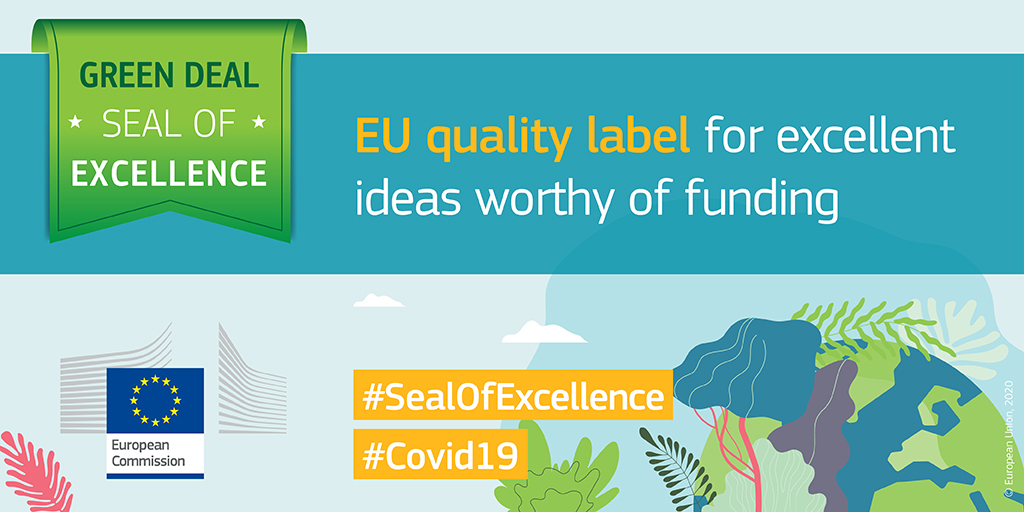 GREEN DEAL
SEAL OF
EXCELLENCE
EU quality label for excellent
ideas worthy of funding
#SealOfExcellence
#Covid19
European
Commission
© European Union, 2020